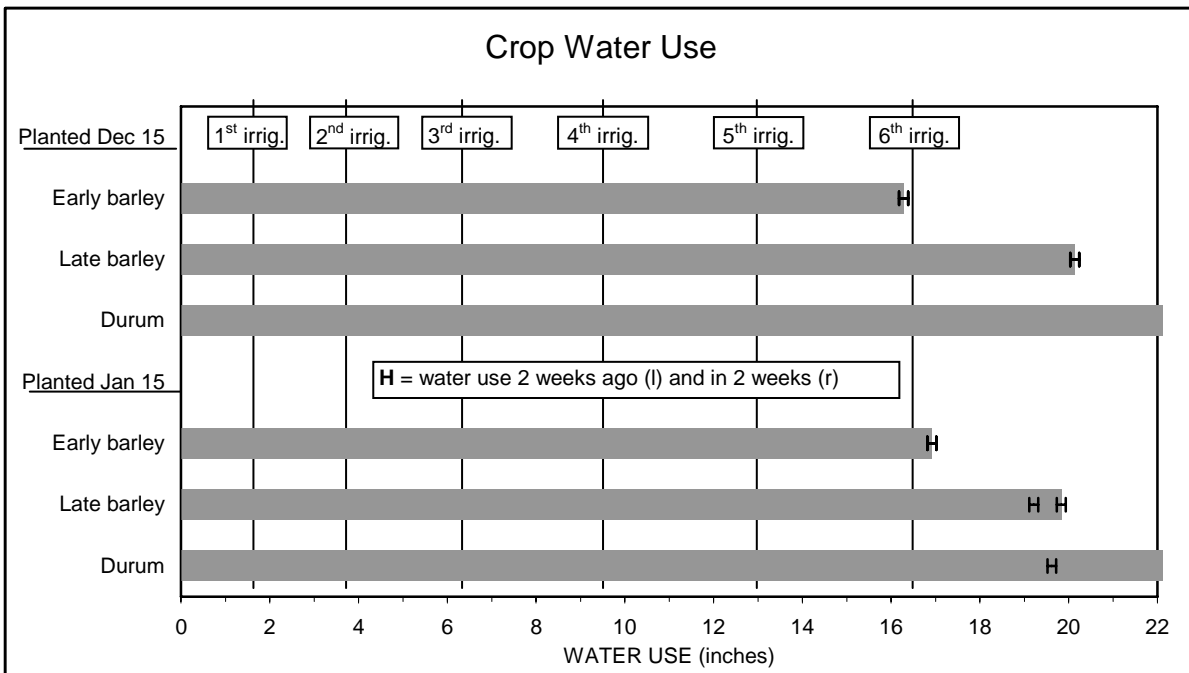 Crop Water Use
Planted Dec 15
1st irrig. 2nd irrig. 3rd irrig. 4th irrig. 5th irrig. 6th irrig.
Early barley
Late barley
Durum
Planted Jan 15
H = water use 2 weeks ago (l) and in 2 weeks (r)
Early barley
Late barley
Durum
0 2 4 6 8 10 12 14 16 18 20 22
WATER USE (inches)